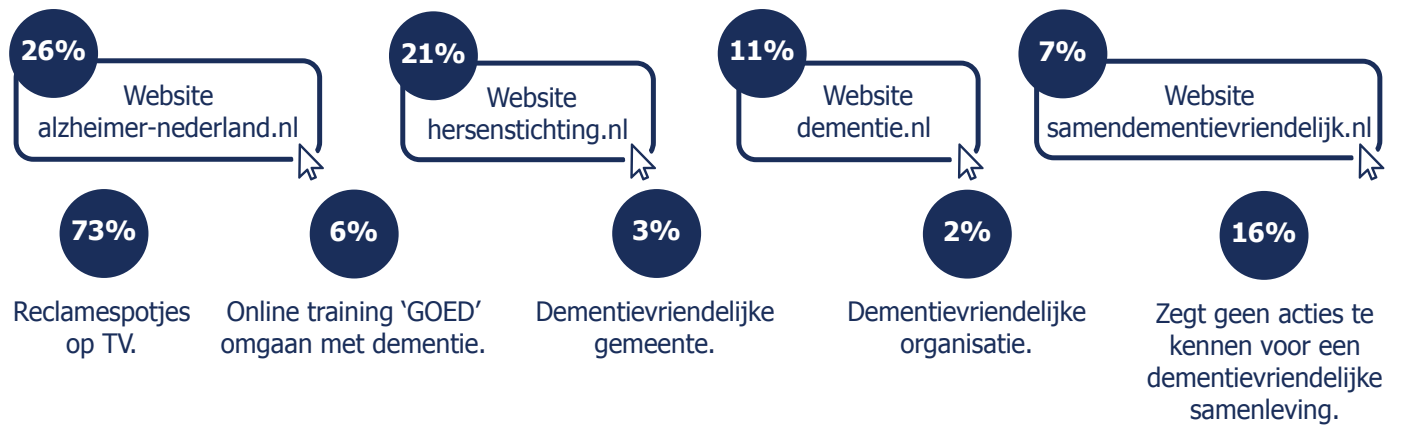 26%
Website
alzheimer-nederland.nl
21%
Website
hersenstichting.nl
11%
Website
dementie.nl
7%
Website
samendementievriendelijk.nl
73%
Reclamespotjes
op TV.
6%
Online training ‘GOED’
omgaan met dementie.
3%
Dementievriendelijke
gemeente.
2%
Dementievriendelijke
organisatie.
16%
Zegt geen acties te
kennen voor een
dementievriendelijke
samenleving.